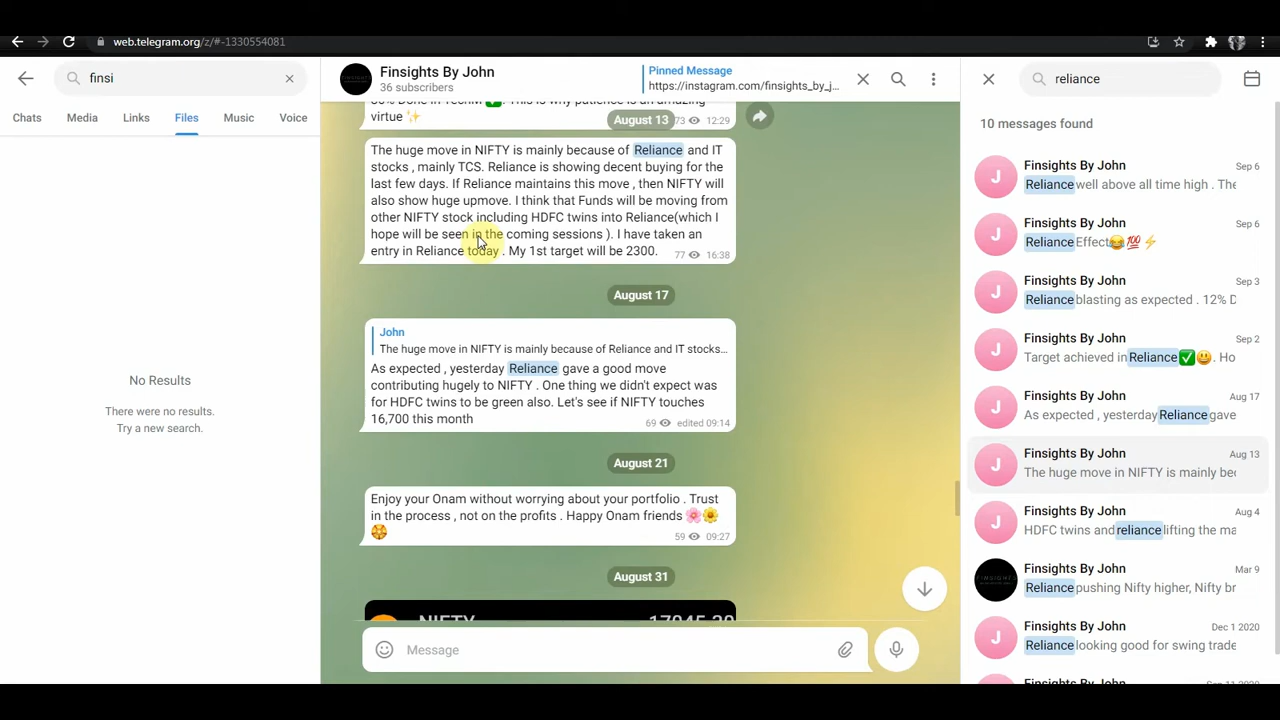 web.telegram.org/z/#-1330554081
finsi
Chats
Media
Links
Files
Music
Voice
No Results
There were no results.
Try a new search.
Finsights By John
36 subscribers
Pinned Message
https://instagram.com/finsights_by_j...
virtue ✨
73 12:29
August 13
The huge move in NIFTY is mainly because of Reliance and IT
stocks , mainly TCS. Reliance is showing decent buying for the
last few days. If Reliance maintains this move , then NIFTY will
also show huge upmove. I think that Funds will be moving from
other NIFTY stock including HDFC twins into Reliance(which I
hope will be seen in the coming sessions ). I have taken an
entry in Reliance today . My 1st target will be 2300.
77 16:38
August 17
John
The huge move in NIFTY is mainly because of Reliance and IT stocks...
As expected , yesterday Reliance gave a good move
contributing hugely to NIFTY . One thing we didn't expect was
for HDFC twins to be green also. Let's see if NIFTY touches
16,700 this month
69 edited 09:14
August 21
Enjoy your Onam without worrying about your portfolio . Trust
in the process , not on the profits . Happy Onam friends 🌸🌼
🏵️
59 09:27
August 31
NIFTY
Message
reliance
10 messages found
Finsights By John Sep 6
Reliance well above all time high . The
Finsights By John Sep 6
Reliance Effect😂💯⚡
Finsights By John Sep 3
Reliance blasting as expected . 12% D
Finsights By John Sep 2
Target achieved in Reliance ✅😃. Ho
Finsights By John Aug 17
As expected , yesterday Reliance gave
Finsights By John Aug 13
The huge move in NIFTY is mainly bec
Finsights By John Aug 4
HDFC twins and reliance lifting the ma
Finsights By John Mar 9
Reliance pushing Nifty higher, Nifty br
Finsights By John Dec 1 2020
Reliance looking good for swing trade